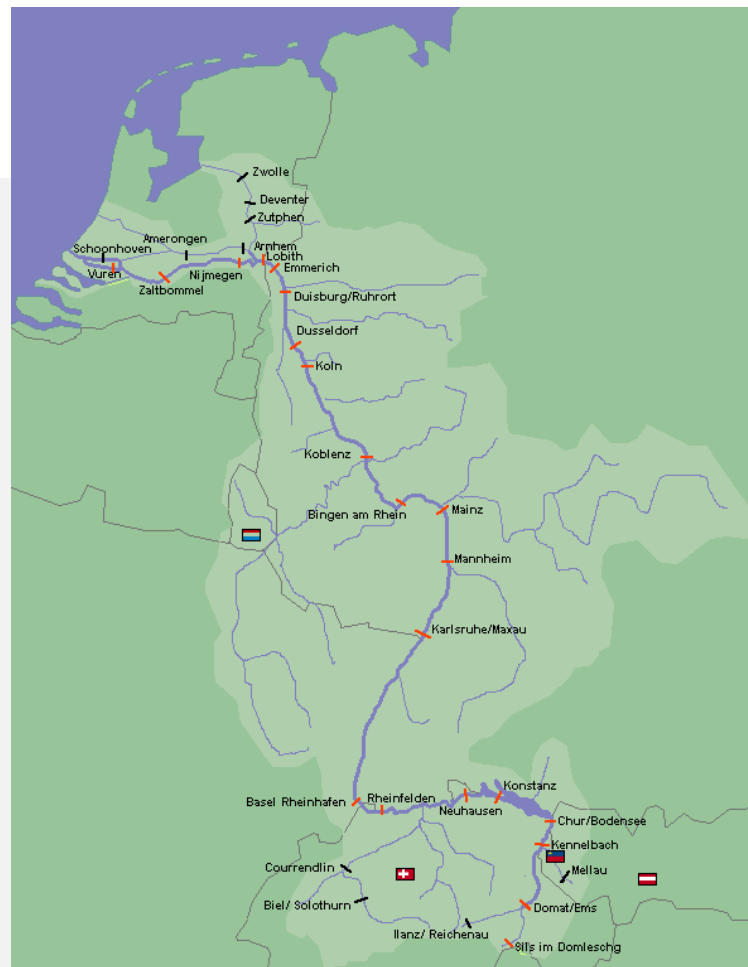 Zwolle
Deventer
Zutphen
Amerongen
Arnhem
Schoonhoven
Lobith
Vuren
Nijmegen
Emmerich
Zaltbommel
Duisburg/Ruhrort
Dusseldorf
Koln
Koblenz
Bingen am Rhein
Mainz
Mannheim
Karlsruhe/Maxau
Basel Rheinhafen
Rheinfelden
Konstanz
Neuhausen
Chur/Bodensee
Kennelbach
Courrendlin
Mellau
Biel/ Solothurn
Domat/Ems
Ilanz/ Reichenau
Sils im Domleschg